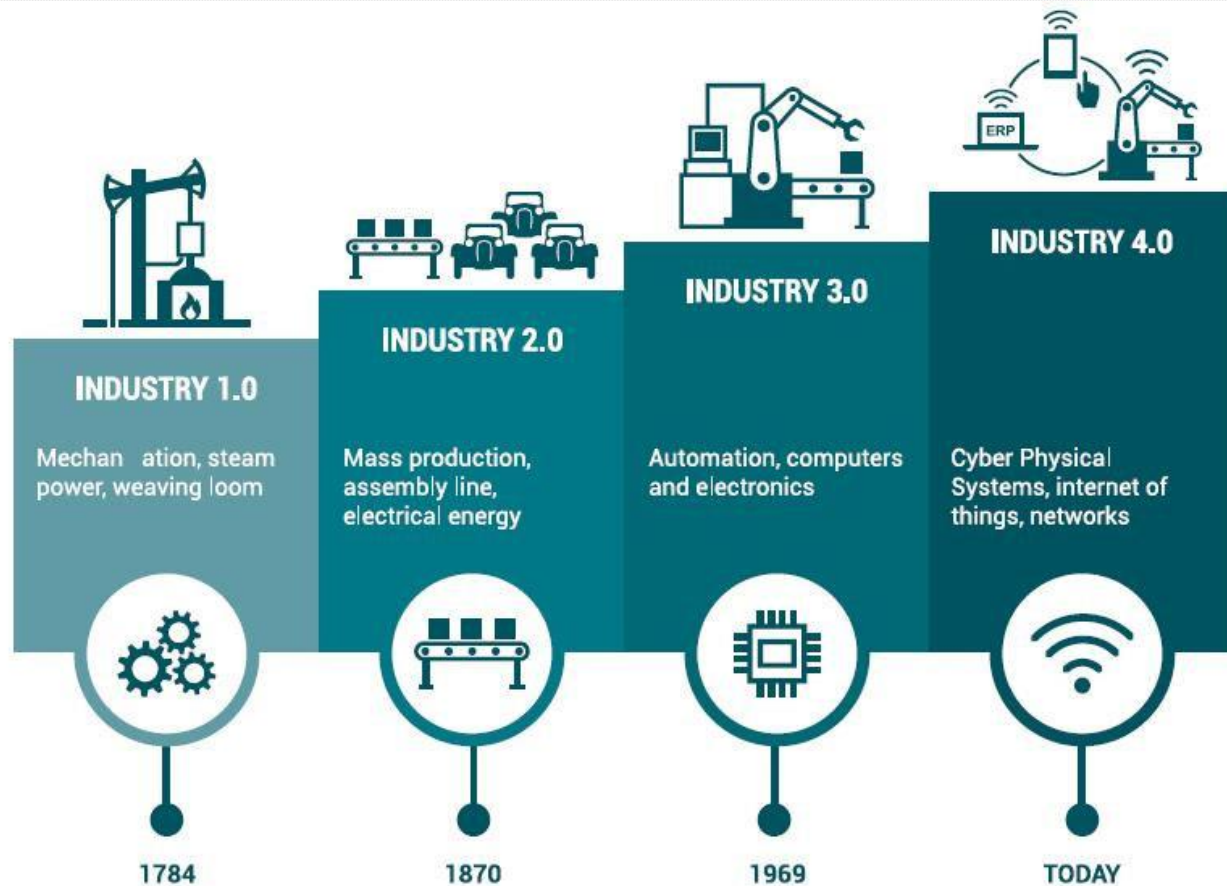 ERP
INDUSTRY 4.0
INDUSTRY 3.0
INDUSTRY 2.0
INDUSTRY 1.0
Mechan ation, steam
power, weaving loom
Mass production,
assembly line,
electrical energy
Automation, computers
and electronics
Cyber Physical
Systems, internet of
things, networks
1784
1870
1969
TODAY